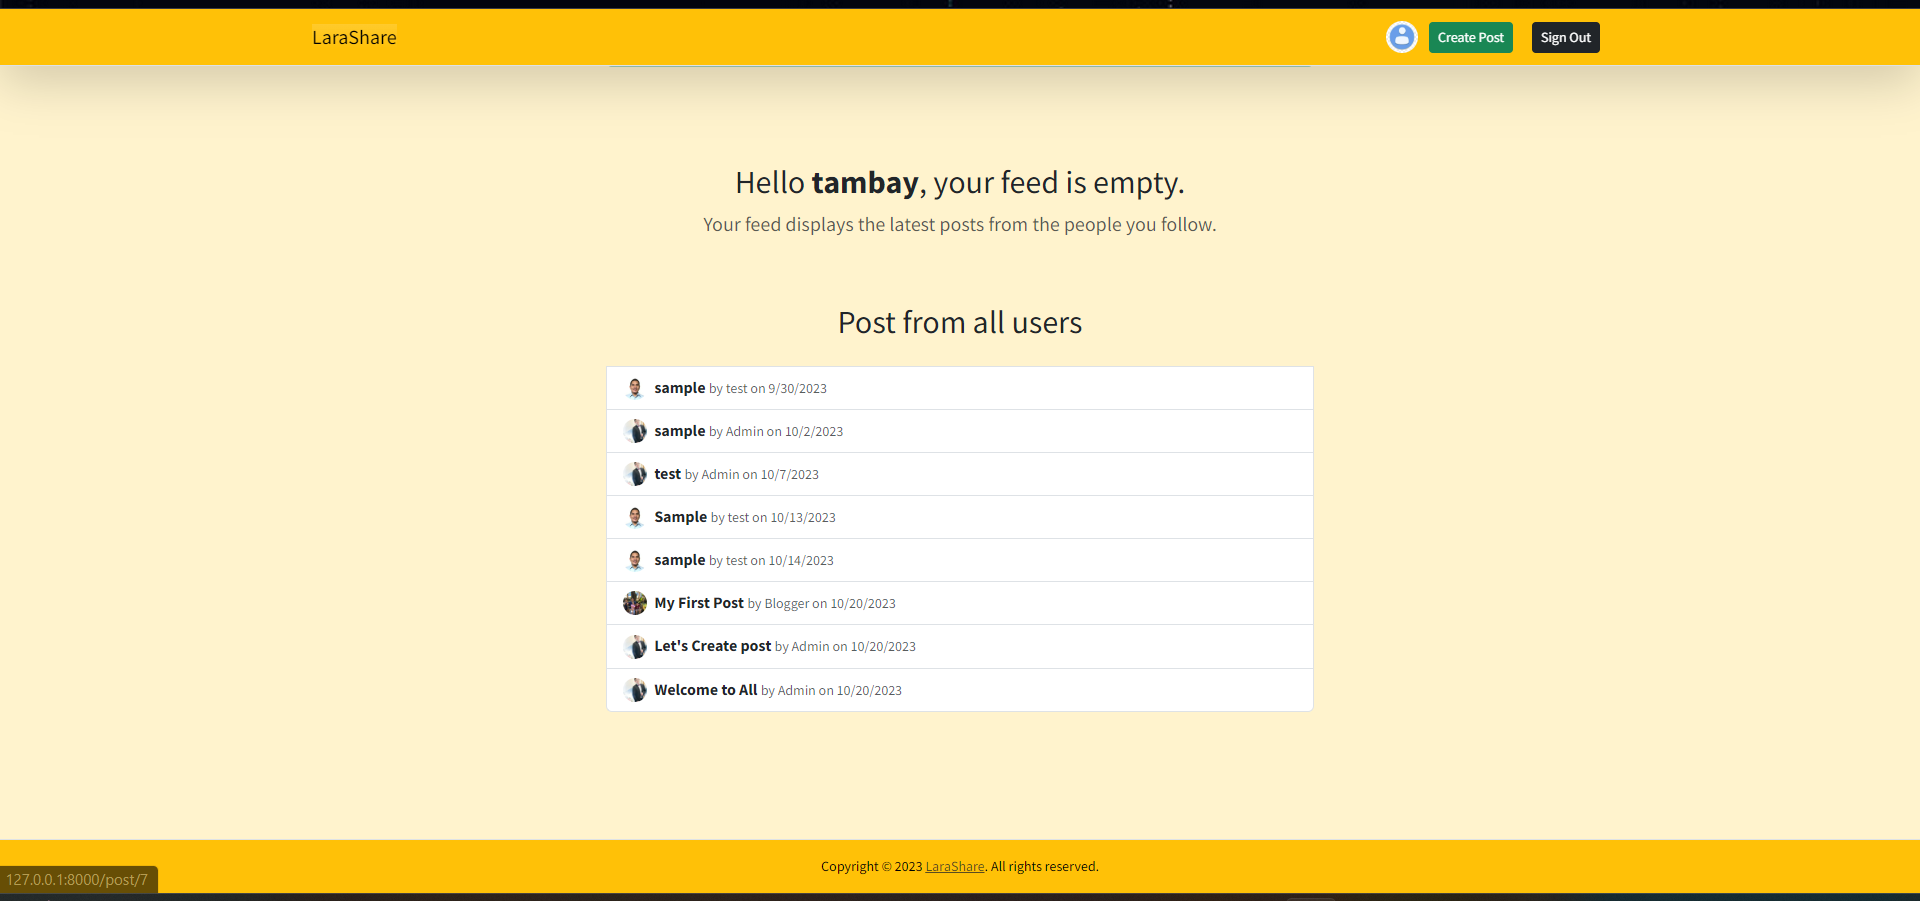 LaraShare
Create Post
Sign Out
Hello tambay, your feed is empty.
Your feed displays the latest posts from the people you follow.
Post from all users
sample by test on 9/30/2023
sample by Admin on 10/2/2023
test by Admin on 10/7/2023
Sample by test on 10/13/2023
sample by test on 10/14/2023
My First Post by Blogger on 10/20/2023
Let's Create post by Admin on 10/20/2023
Welcome to All by Admin on 10/20/2023
Copyright © 2023 LaraShare. All rights reserved.
127.0.0.1:8000/post/7